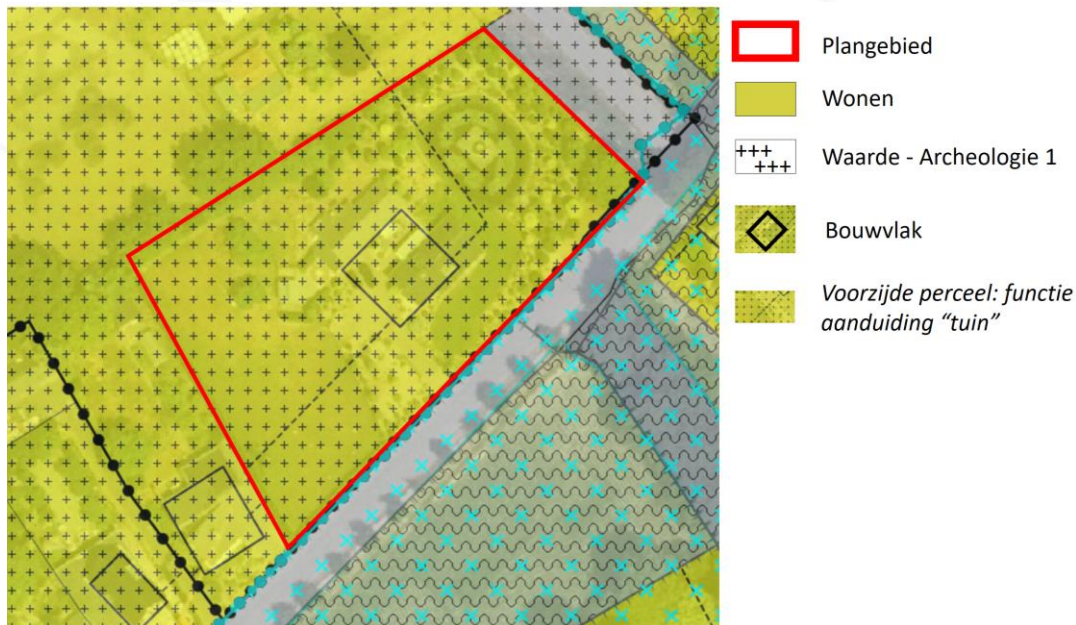 Plangebied
Wonen
Waarde - Archeologie 1
Bouwvlak
Voorzijde perceel: functie
aanduiding “tuin”